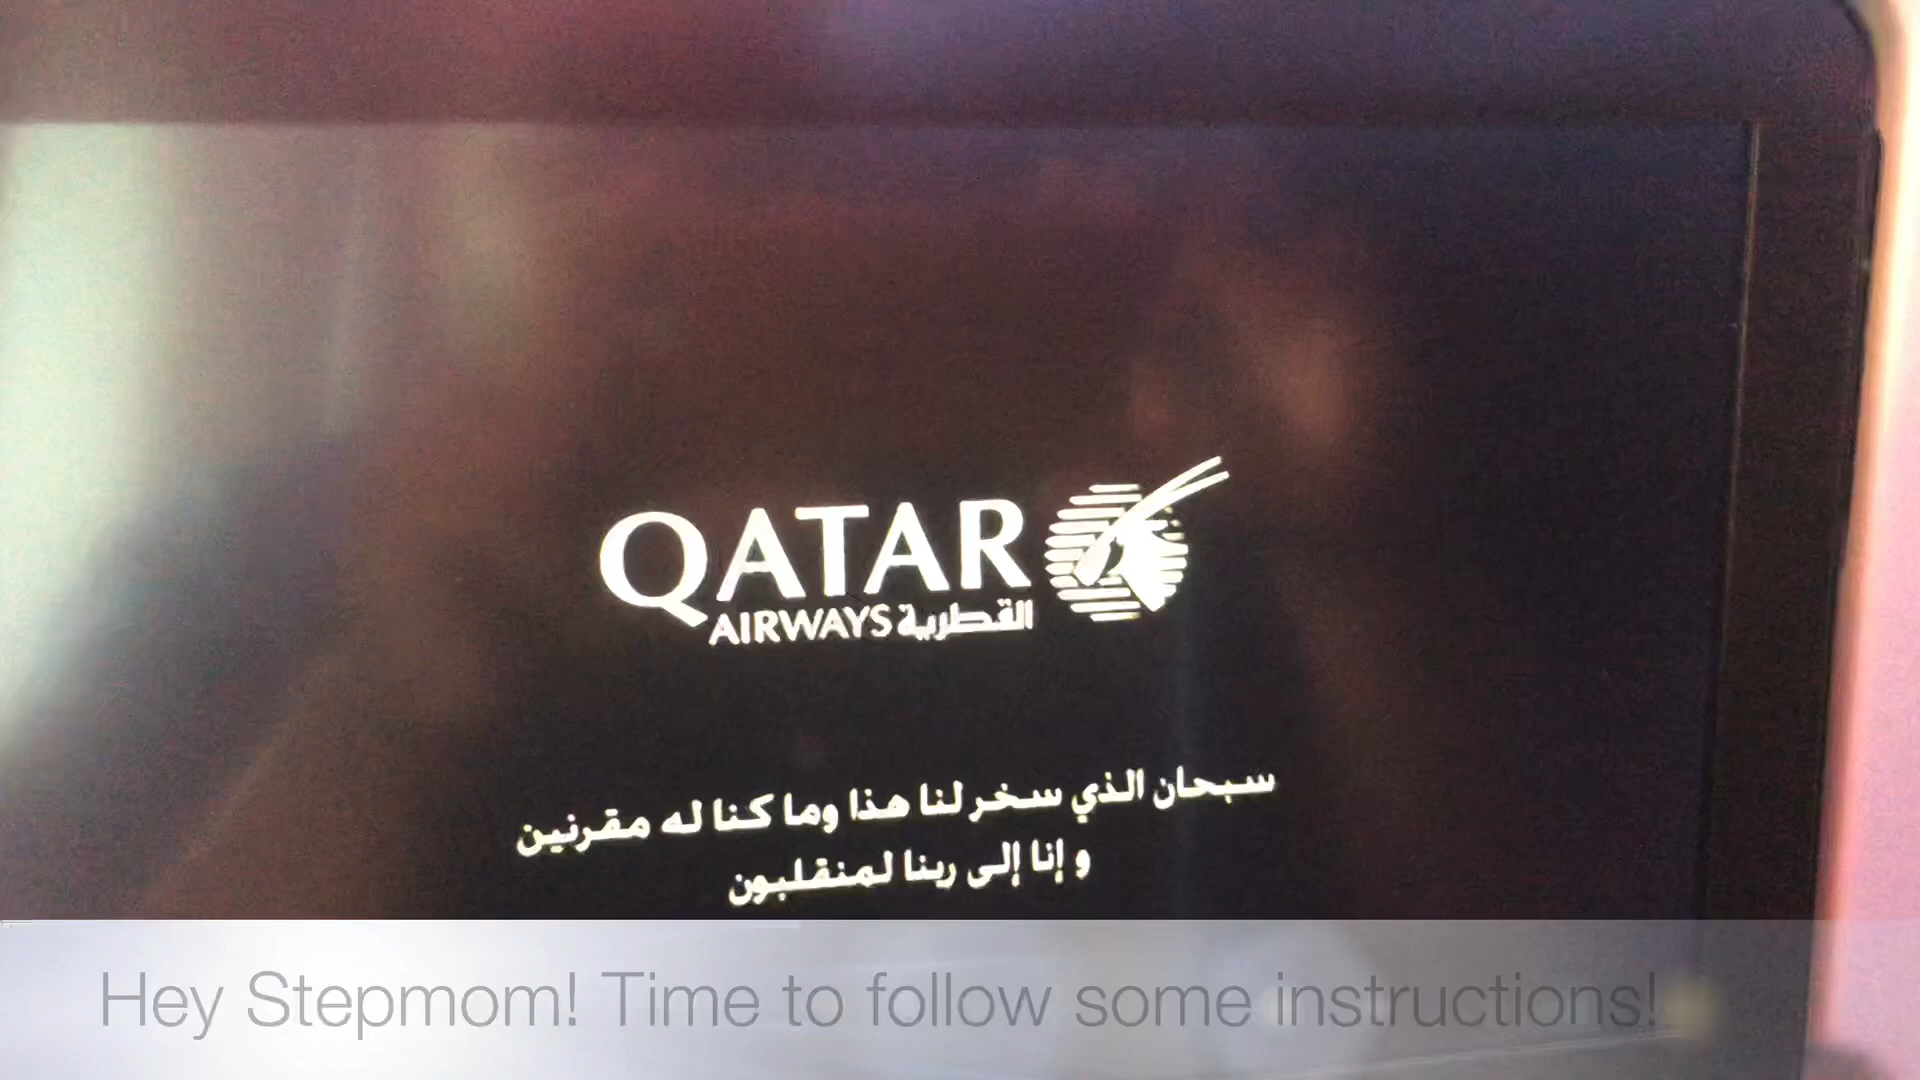 QATAR
AIRWAYS القطرية
سبحان الذي سخر لنا هذا وما كنا له مقرنين
و إنا إلى ربنا لمنقلبون
Hey Stepmom! Time to follow some instructions!